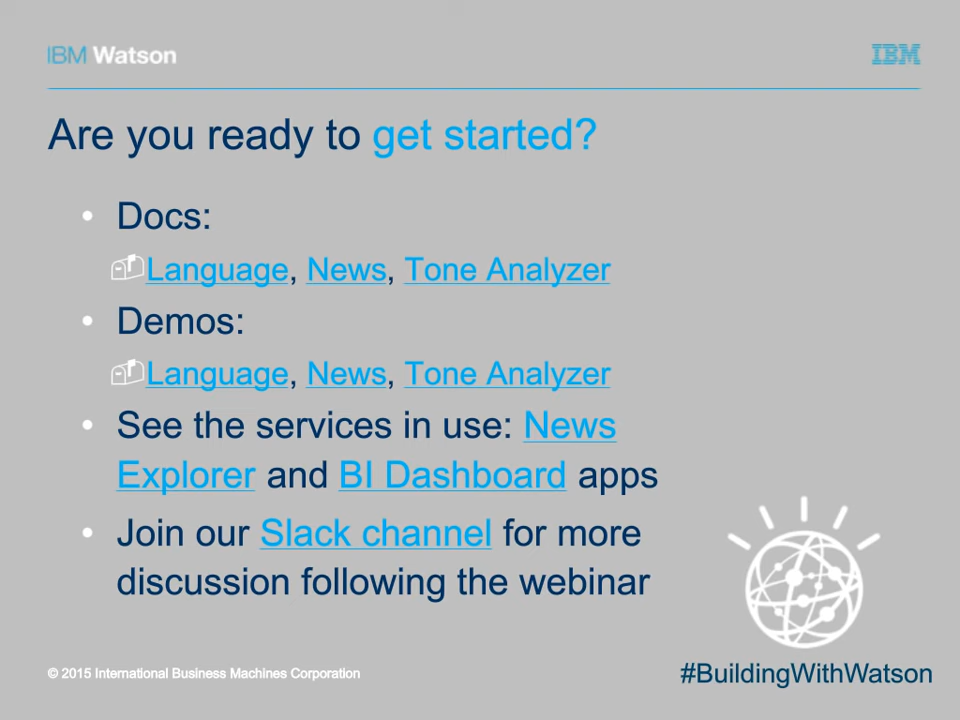 IBM Watson
IBM
Are you ready to get started?
• Docs:
Language, News, Tone Analyzer
• Demos:
Language, News, Tone Analyzer
• See the services in use: News
Explorer and BI Dashboard apps
• Join our Slack channel for more
discussion following the webinar
© 2015 International Business Machines Corporation
#BuildingWithWatson